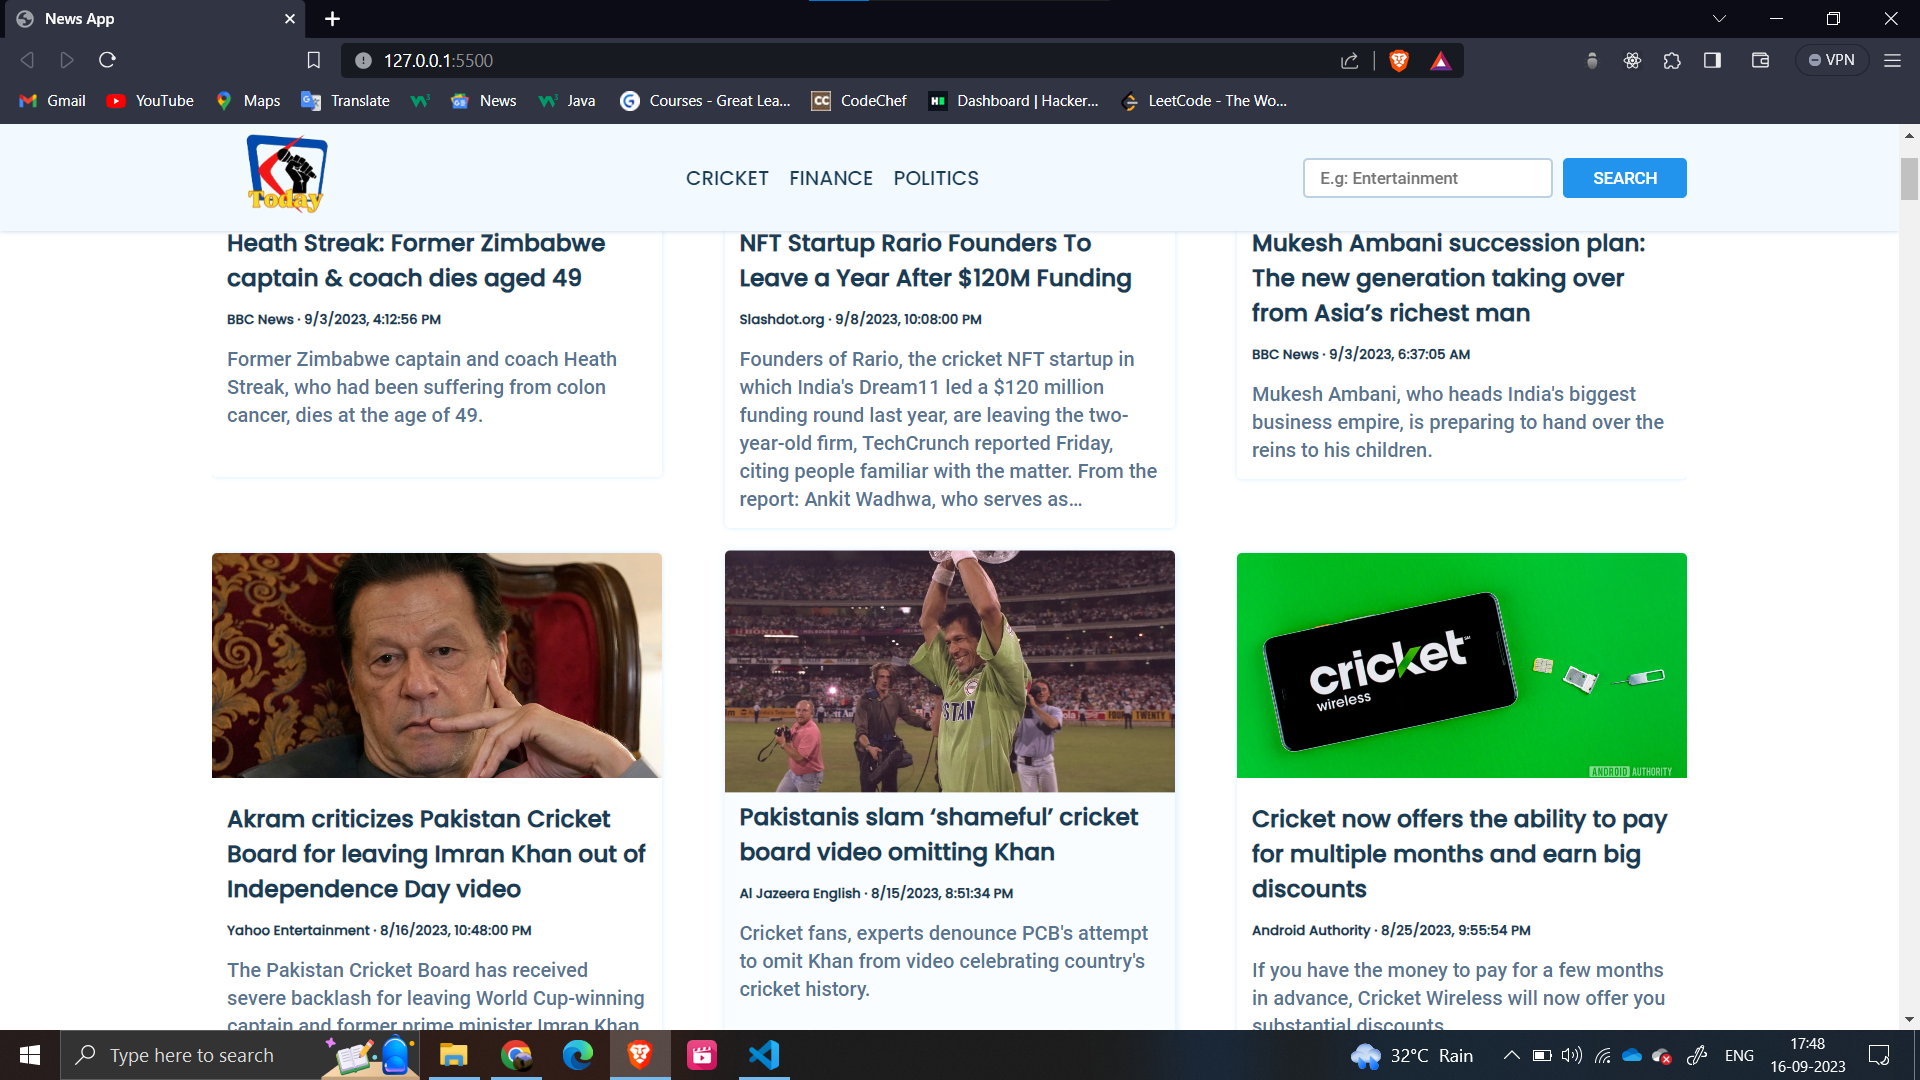 News App
127.0.0.1:5500
VPN
Gmail
YouTube
Maps
Translate
News
Java
Courses - Great Lea...
CodeChef
Dashboard | Hacker...
LeetCode - The Wo...
Today
CRICKET
FINANCE
POLITICS
E.g: Entertainment
SEARCH
Heath Streak: Former Zimbabwe
captain & coach dies aged 49
BBC News · 9/3/2023, 4:12:56 PM
Former Zimbabwe captain and coach Heath
Streak, who had been suffering from colon
cancer, dies at the age of 49.
NFT Startup Rario Founders To
Leave a Year After $120M Funding
Slashdot.org · 9/8/2023, 10:08:00 PM
Founders of Rario, the cricket NFT startup in
which India's Dream11 led a $120 million
funding round last year, are leaving the two-
year-old firm, TechCrunch reported Friday,
citing people familiar with the matter. From the
report: Ankit Wadhwa, who serves as…
Mukesh Ambani succession plan:
The new generation taking over
from Asia’s richest man
BBC News · 9/3/2023, 6:37:05 AM
Mukesh Ambani, who heads India's biggest
business empire, is preparing to hand over the
reins to his children.
HONDA
STAN
FOUR TWENTY
cricket
wireless
ANDROID AUTHORITY
Akram criticizes Pakistan Cricket
Board for leaving Imran Khan out of
Independence Day video
Yahoo Entertainment · 8/16/2023, 10:48:00 PM
The Pakistan Cricket Board has received
severe backlash for leaving World Cup-winning
captain and former prime minister Imran Khan
Pakistanis slam ‘shameful’ cricket
board video omitting Khan
Al Jazeera English · 8/15/2023, 8:51:34 PM
Cricket fans, experts denounce PCB's attempt
to omit Khan from video celebrating country's
cricket history.
Cricket now offers the ability to pay
for multiple months and earn big
discounts
Android Authority · 8/25/2023, 9:55:54 PM
If you have the money to pay for a few months
in advance, Cricket Wireless will now offer you
substantial discounts
Type here to search
32°C Rain
ENG
17:48
16-09-2023